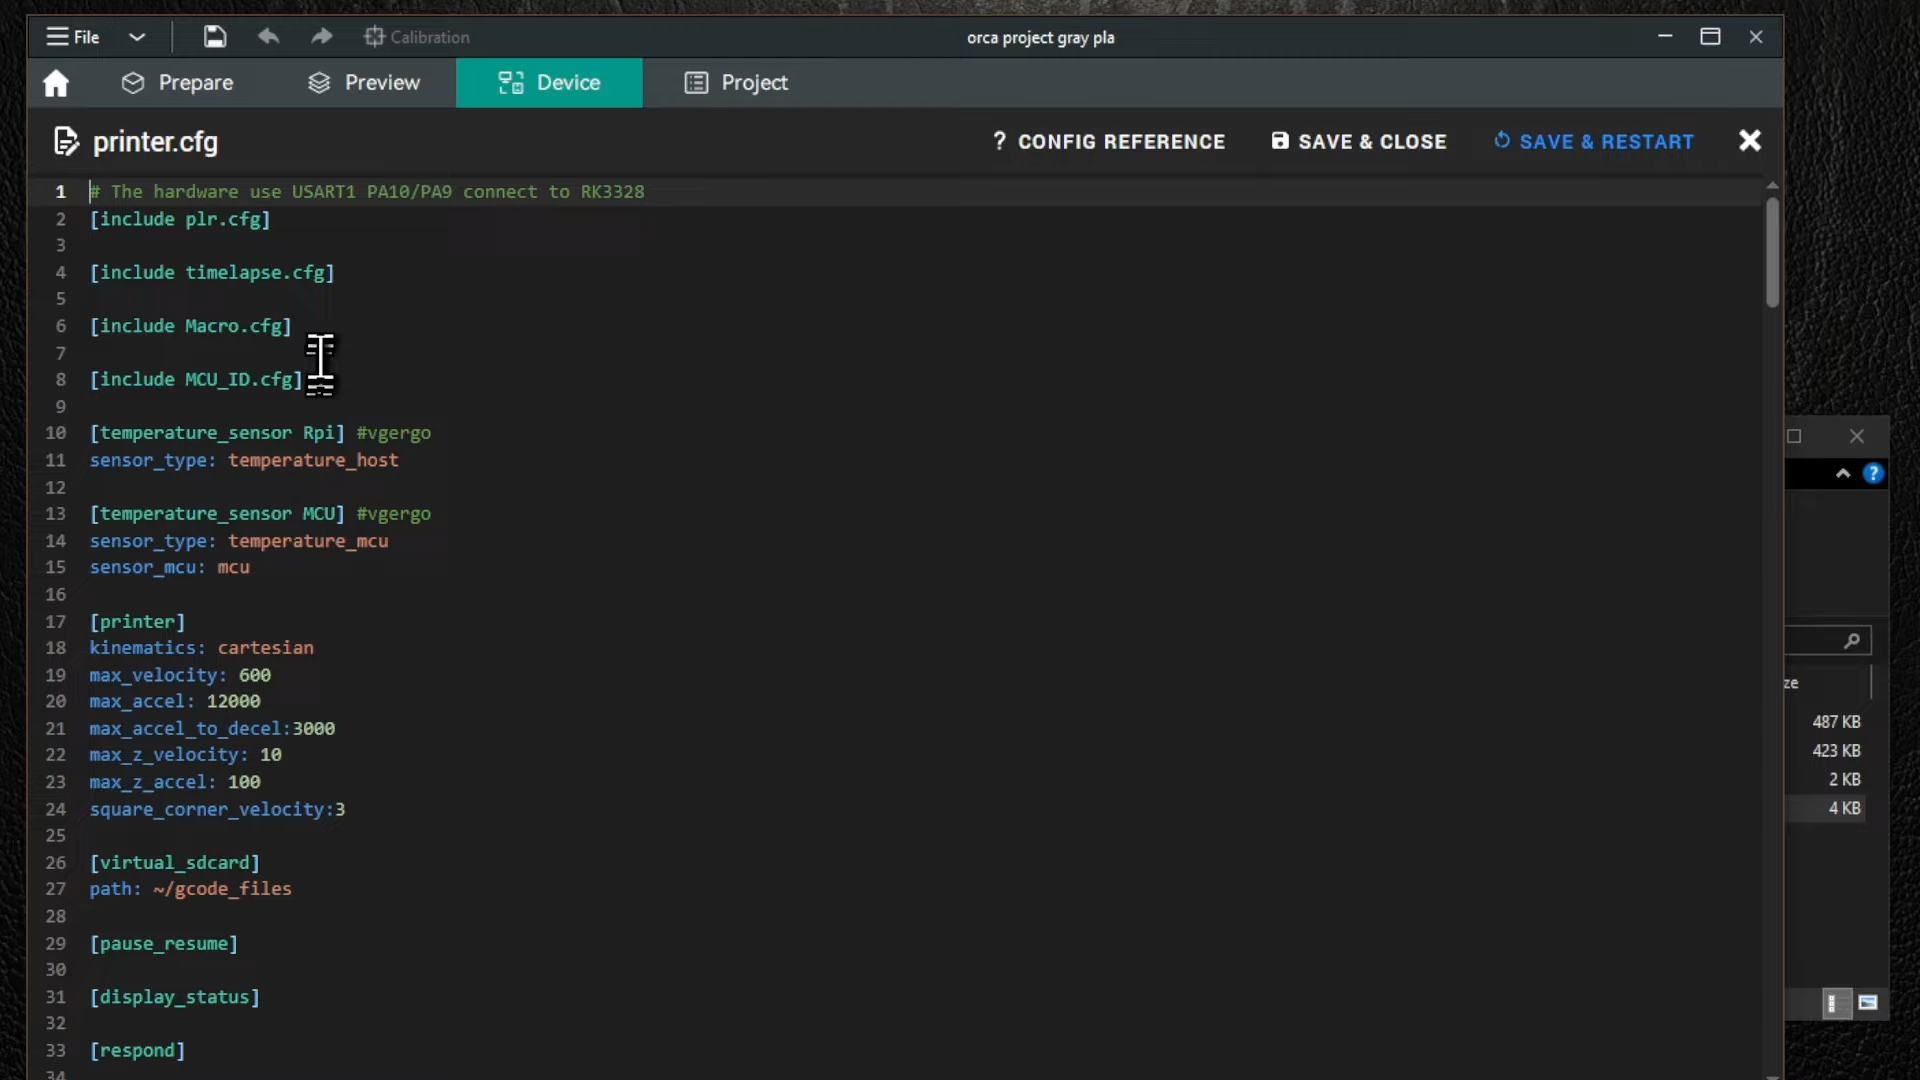 File
Calibration
orca project gray pla
Prepare
Preview
Device
Project
printer.cfg
? CONFIG REFERENCE
SAVE & CLOSE
SAVE & RESTART
1 # The hardware use USART1 PA10/PA9 connect to RK3328
2 [include plr.cfg]
3
4 [include timelapse.cfg]
5
6 [include Macro.cfg]
7
8 [include MCU_ID.cfg]
9
10 [temperature_sensor Rpi] #vgergo
11 sensor_type: temperature_host
12
13 [temperature_sensor MCU] #vgergo
14 sensor_type: temperature_mcu
15 sensor_mcu: mcu
16
17 [printer]
18 kinematics: cartesian
19 max_velocity: 600
20 max_accel: 12000
21 max_accel_to_decel:3000
22 max_z_velocity: 10
23 max_z_accel: 100
24 square_corner_velocity:3
25
26 [virtual_sdcard]
27 path: ~/gcode_files
28
29 [pause_resume]
30
31 [display_status]
32
33 [respond]
34
?
ze
487 KB
423 KB
2 KB
4 KB